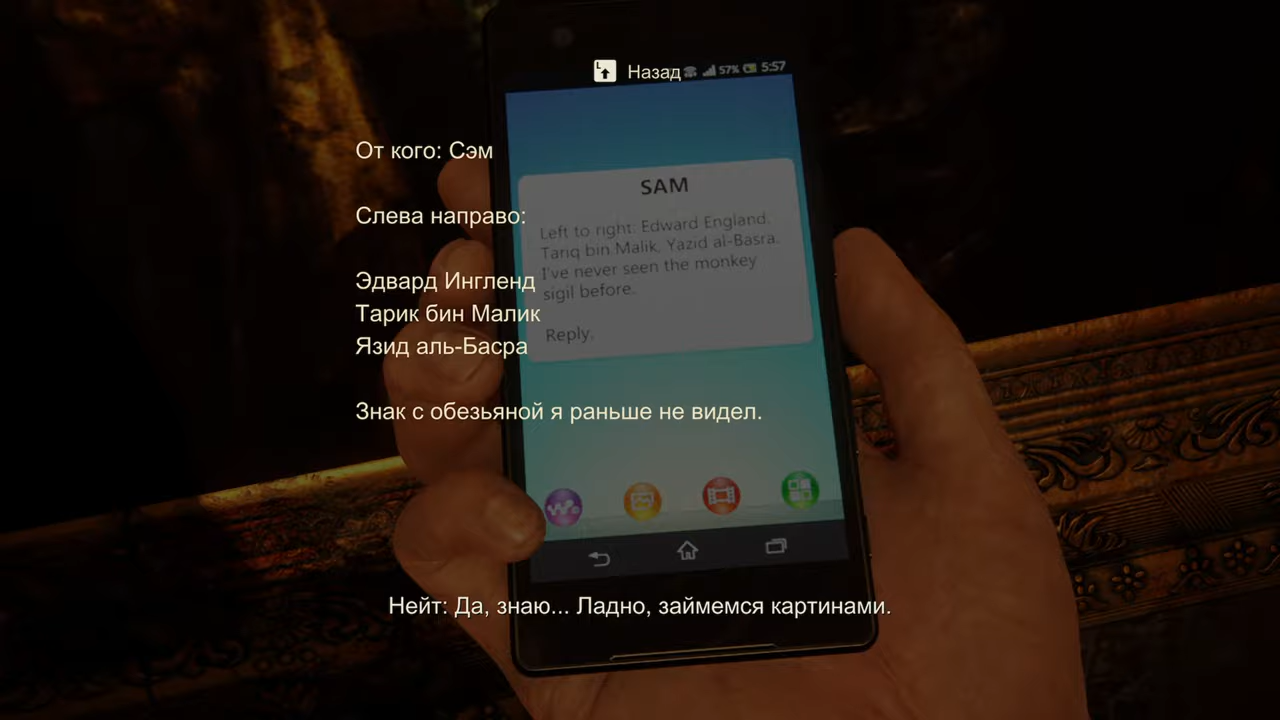 Назад
57% 5:57
От кого: Сэм
Слева направо:
Эдвард Ингленд
Тарик бин Малик
Язид аль-Басра
Знак с обезьяной я раньше не видел.
SAM
Left to right: Edward England.
Tariq bin Malik, Yazid al-Basra.
I've never seen the monkey
sigil before.
Reply.
Нейт: Да, знаю... Ладно, займемся картинами.